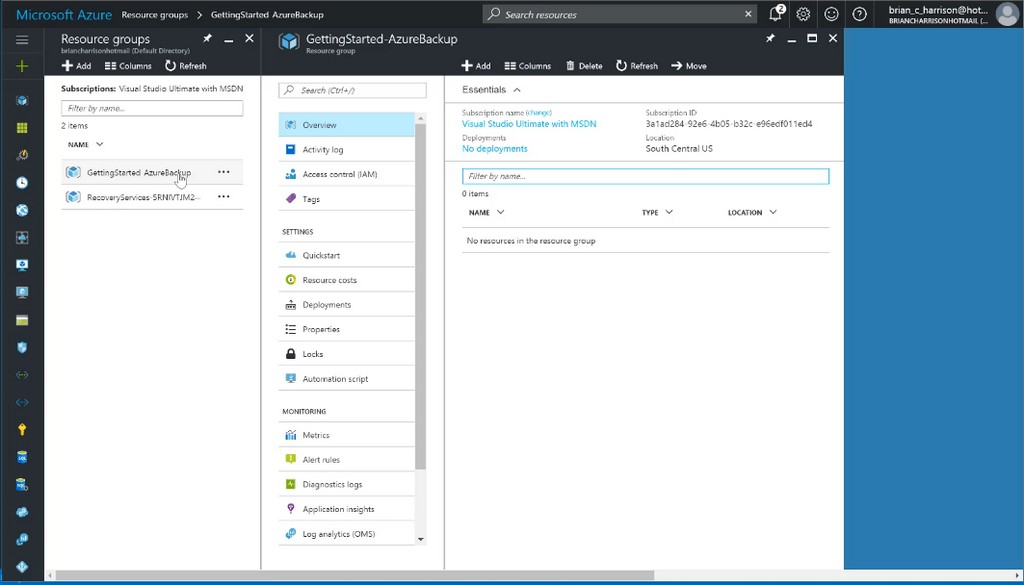 Microsoft Azure Resource groups > GettingStarted AzureBackup
Search resources
2
brian_c_harrison@hot...
BRIANCHARRISONHOTMAIL (...
Resource groups
briancharrisonhotmail (Default Directory)
Add Columns Refresh
Subscriptions: Visual Studio Ultimate with MSDN
Filter by name...
2 items
NAME
GettingStarted AzureBackup
RecoveryServices-5RNIVTJM2...
GettingStarted-AzureBackup
Resource group
Search (Ctrl+/)
Overview
Activity log
Access control (IAM)
Tags
SETTINGS
Quickstart
Resource costs
Deployments
Properties
Locks
Automation script
MONITORING
Metrics
Alert rules
Diagnostics logs
Application insights
Log analytics (OMS)
Add Columns Delete Refresh Move
Essentials
Subscription name (change)
Visual Studio Ultimate with MSDN
Deployments
No deployments
Subscription ID
3a1ad284-92e6-4b05-b32c-e96edf011ed4
Location
South Central US
Filter by name...
0 items
NAME TYPE LOCATION
No resources in the resource group